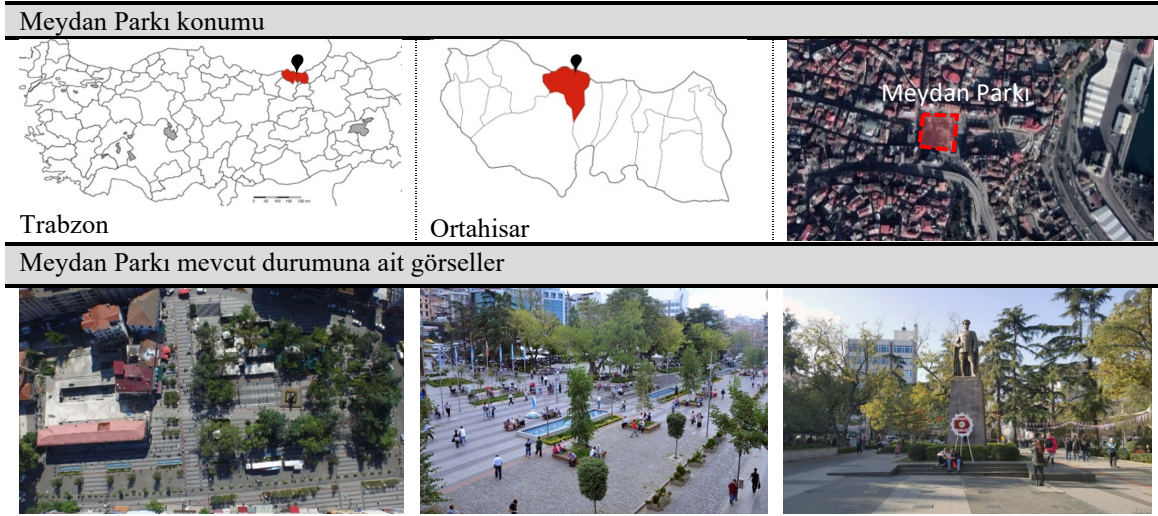 Meydan Parkı konumu
Meydan Parkı
Trabzon
Ortahisar
Meydan Parkı mevcut durumuna ait görseller